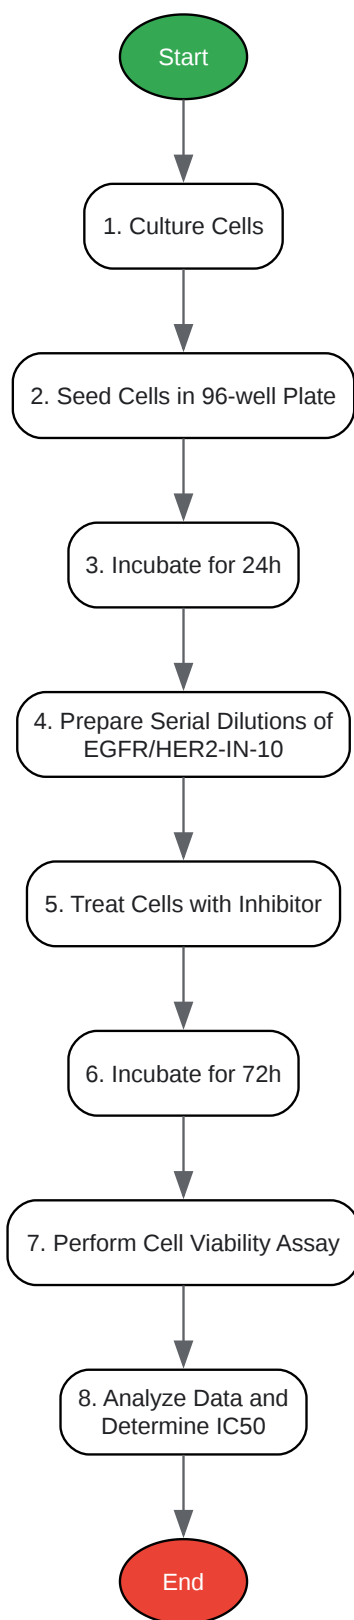 Start
1. Culture Cells
2. Seed Cells in 96-well Plate
3. Incubate for 24h
4. Prepare Serial Dilutions of
EGFR/HER2-IN-10
5. Treat Cells with Inhibitor
6. Incubate for 72h
7. Perform Cell Viability Assay
8. Analyze Data and
Determine IC50
End